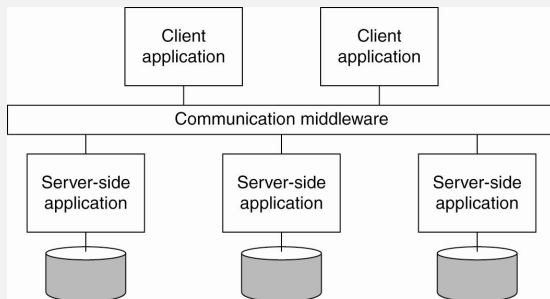 Client
application
Client
application
Communication middleware
Server-side
application
Server-side
application
Server-side
application